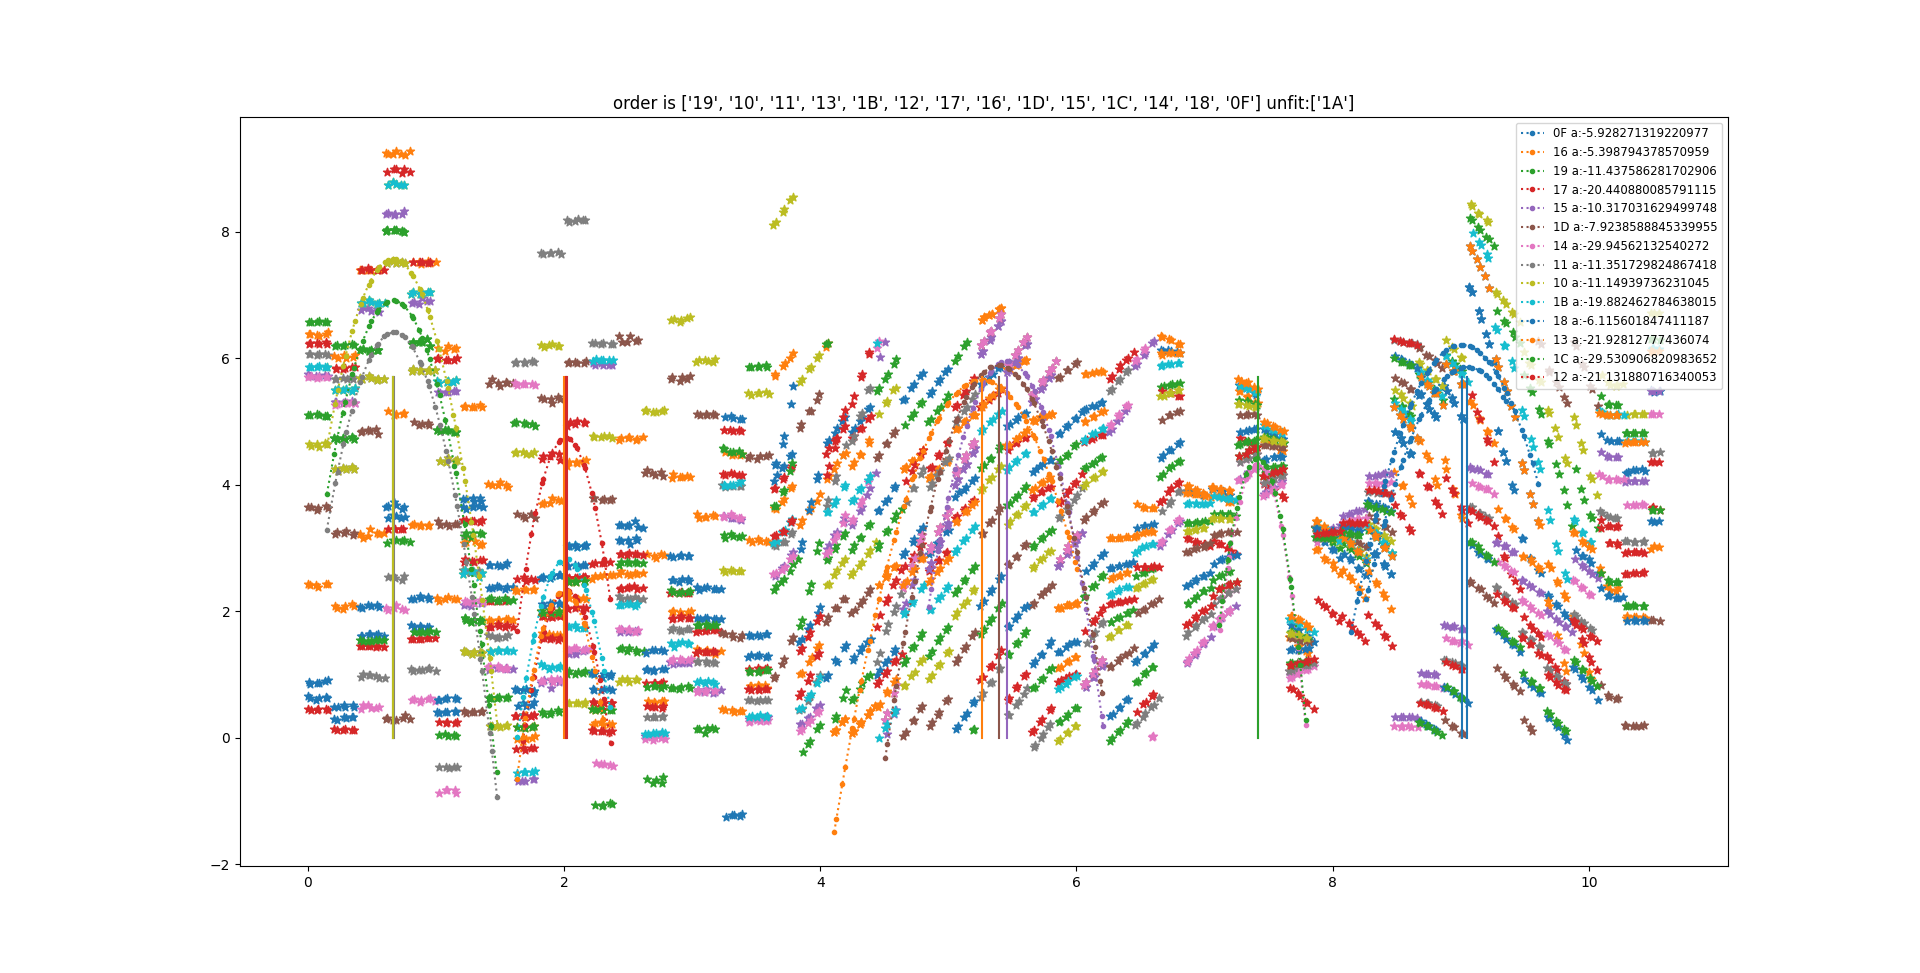 order is ['19', '10', '11', '13', '1B', '12', '17', '16', '1D', '15', '1C', '14', '18', '0F'] unfit:['1A']
0F a:-5.928271319220977
16 a:-5.398794378570959
19 a:-11.437586281702906
17 a:-20.440880085791115
15 a:-10.317031629499748
1D a:-7.9238588845339955
14 a:-29.94562132540272
11 a:-11.351729824867418
10 a:-11.14939736231045
1B a:-19.882462784638015
18 a:-6.115601847411187
13 a:-21.92812777436074
1C a:-29.530906820983652
12 a:-21.131880716340053
8
6
4
2
0
−2
0 2 4 6 8 10